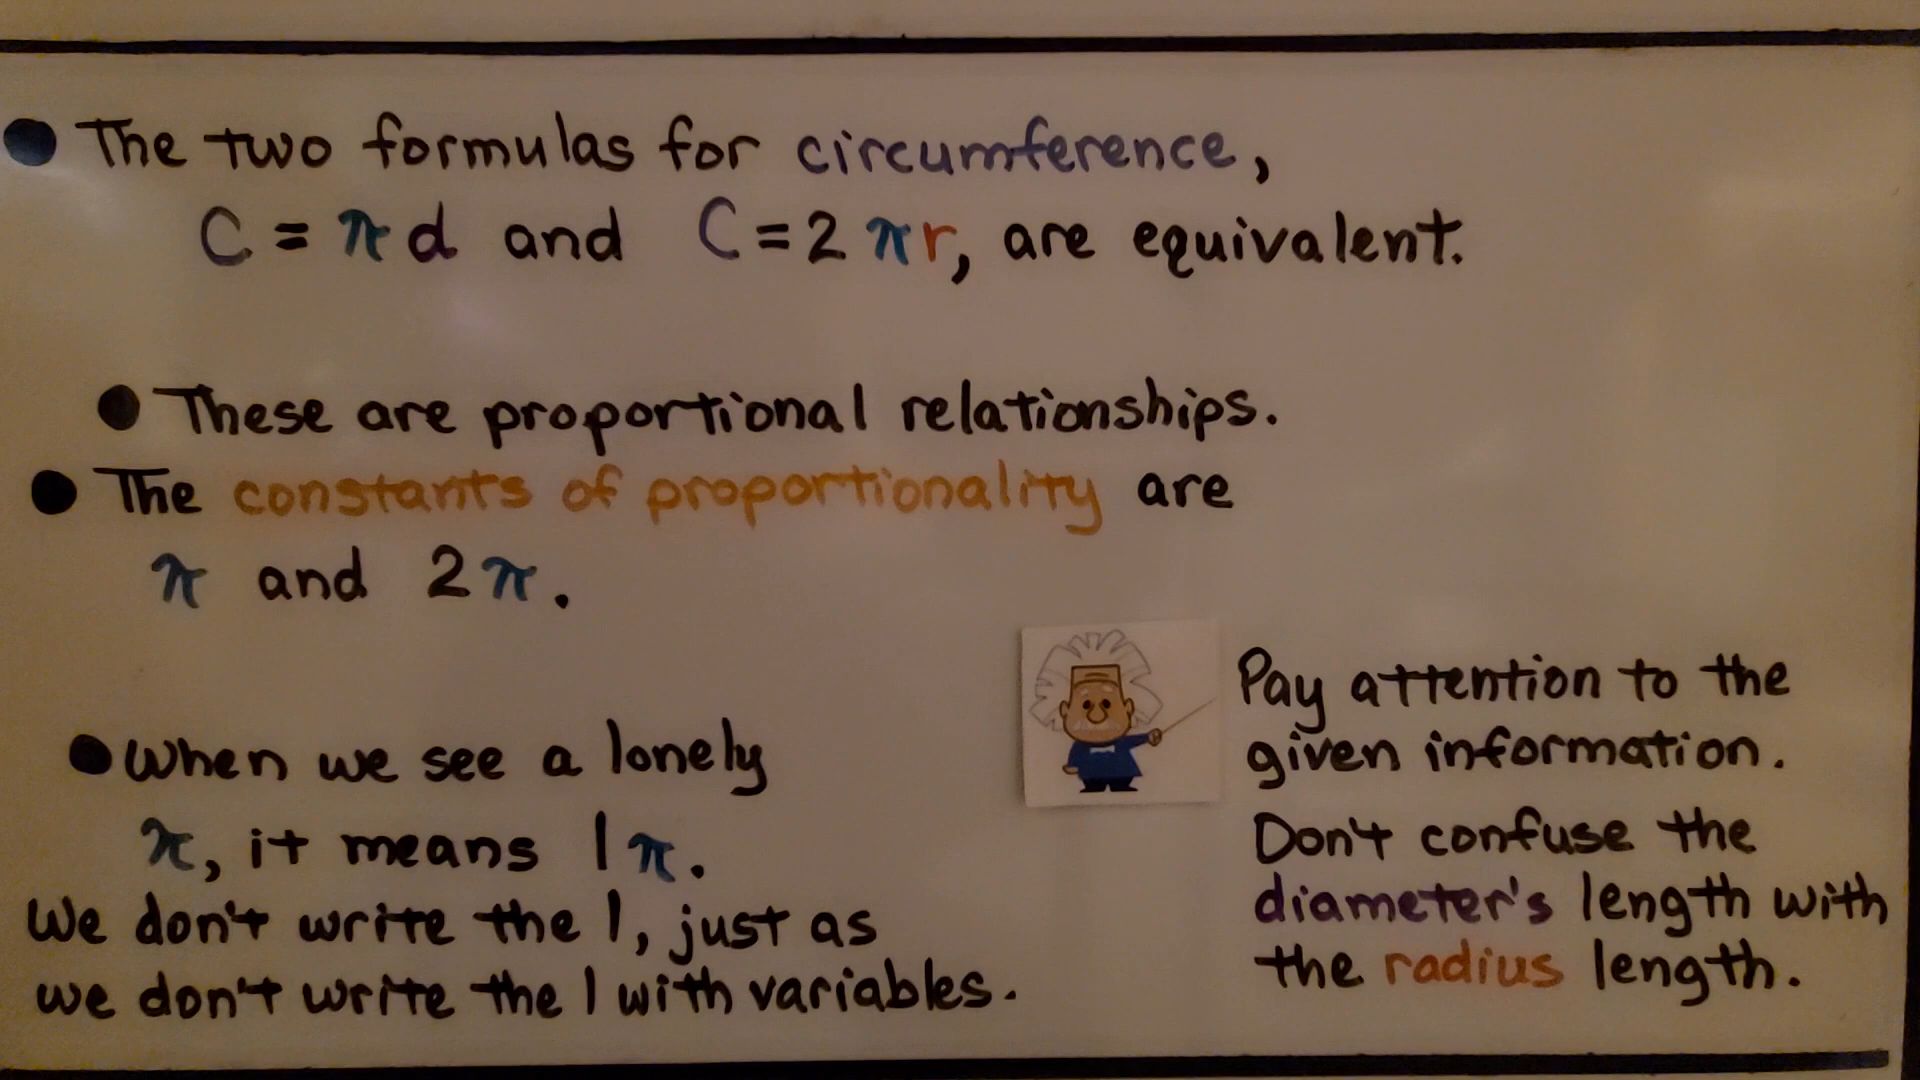 ● The two formulas for circumference,
C = πd and C = 2πr, are equivalent.
● These are proportional relationships.
● The constants of proportionality are
π and 2π.
● When we see a lonely
π, it means 1π.
We don't write the 1, just as
we don't write the 1 with variables.
Pay attention to the
given information.
Don't confuse the
diameter's length with
the radius length.